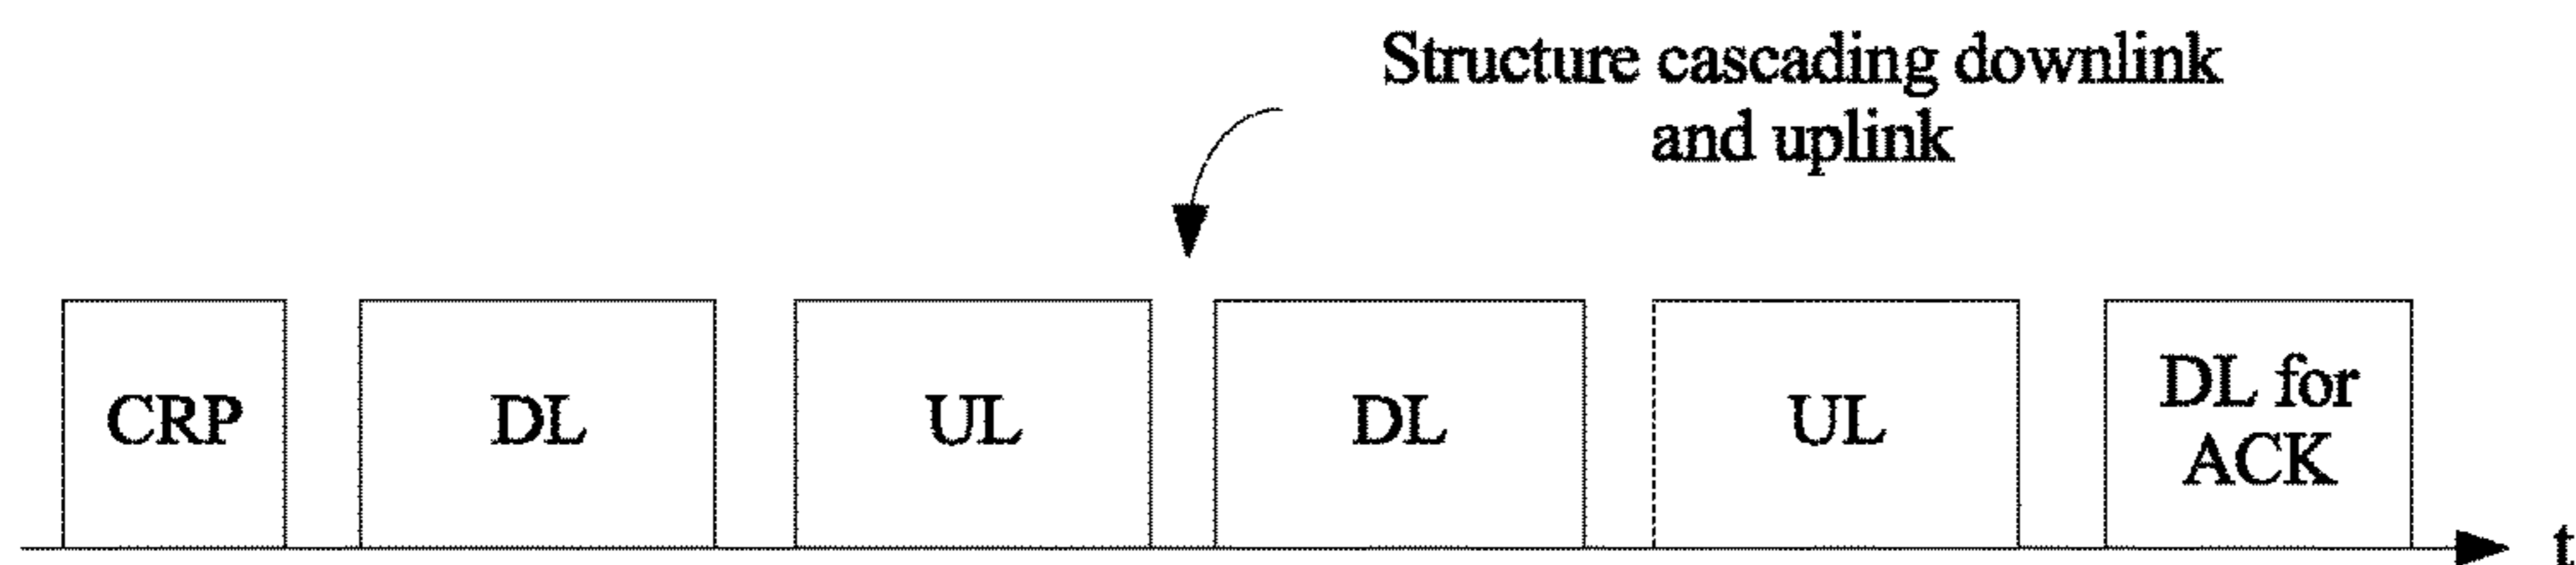 Structure cascading downlink
and uplink
CRP
DL
UL
DL
UL
DL for
ACK
t